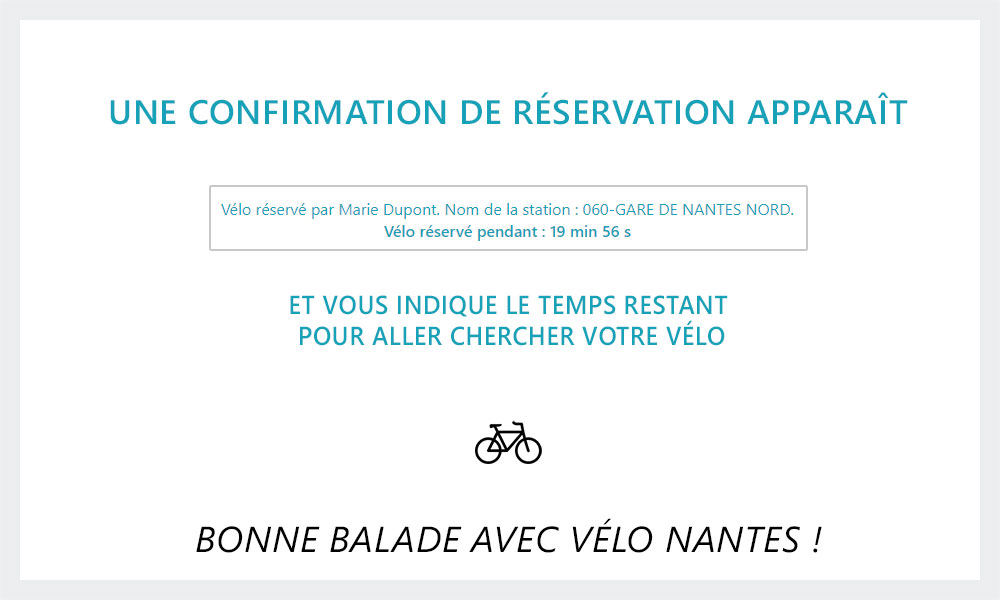 UNE CONFIRMATION DE RÉSERVATION APPARAÎT
Vélo réservé par Marie Dupont. Nom de la station : 060-GARE DE NANTES NORD.
Vélo réservé pendant : 19 min 56 s
ET VOUS INDIQUE LE TEMPS RESTANT
POUR ALLER CHERCHER VOTRE VÉLO
BONNE BALADE AVEC VÉLO NANTES !